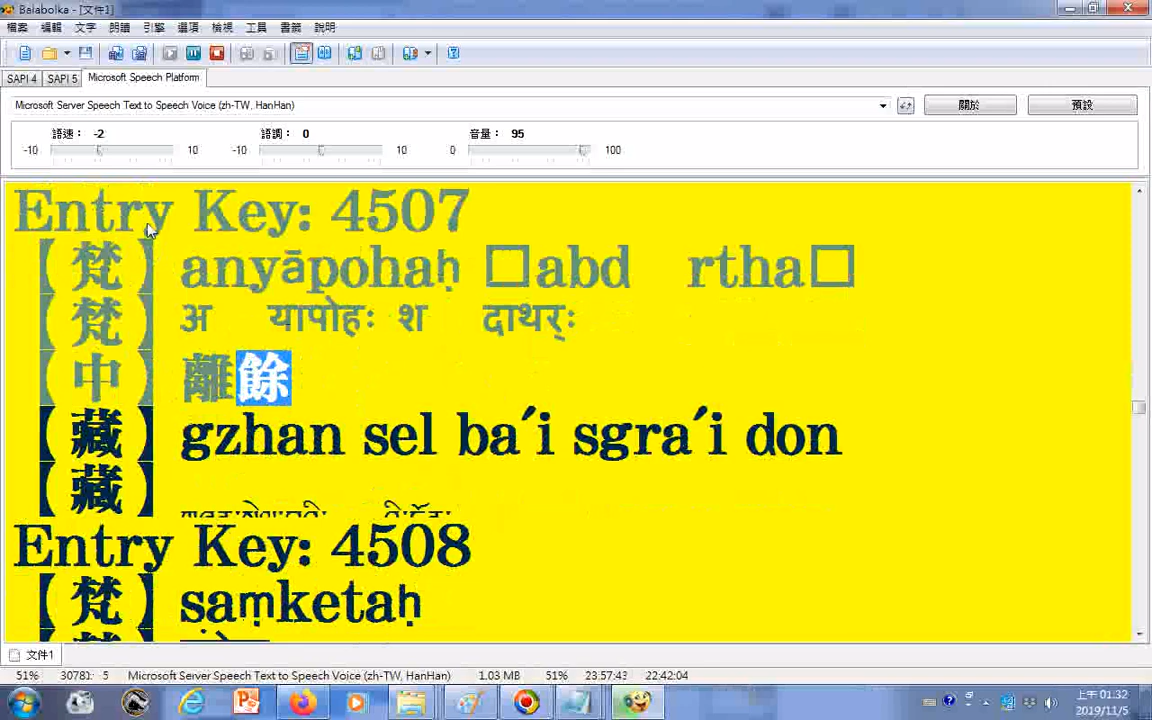 Balabolka - [文件1]
檔案 編輯 文字 朗讀 引擎 選項 檢視 工具 書籤 說明
SAPI 4 SAPI 5 Microsoft Speech Platform
Microsoft Server Speech Text to Speech Voice (zh-TW, HanHan) 關於 預設
語速： -2 語調： 0 音量： 95
-10 10 -10 10 0 100
Entry Key: 4507
【 梵 】 anyāpohaḥ □abd rtha□
【 梵 】 अ यापोहः श दाथर्ः
【 中 】 離餘
【 藏 】 gzhan sel ba´i sgra´i don
【 藏 】
Entry Key: 4508
【 梵 】 saṃketaḥ
文件1
51% 30781: 5 Microsoft Server Speech Text to Speech Voice (zh-TW, HanHan) 1.03 MB 51% 23:57:43 22:42:04
上午 01:32
2019/11/5